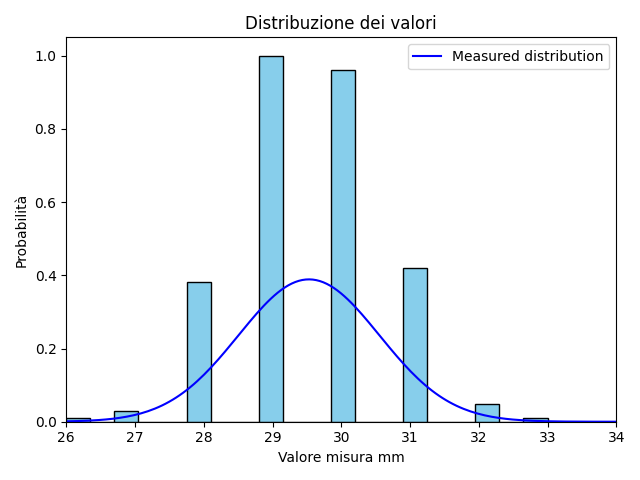 Distribuzione dei valori
Measured distribution
1.0
0.8
0.6
0.4
0.2
0.0
Probabilità
26 27 28 29 30 31 32 33 34
Valore misura mm